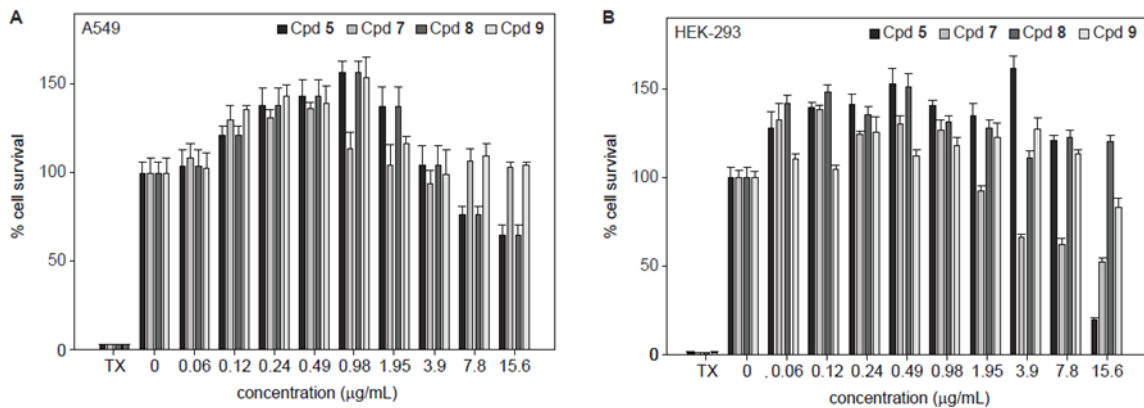 A
A549
Cpd 5 Cpd 7 Cpd 8 Cpd 9
150
100
50
0
% cell survival
TX 0 0.06 0.12 0.24 0.49 0.98 1.95 3.9 7.8 15.6
concentration (μg/mL)
B
HEK-293
Cpd 5 Cpd 7 Cpd 8 Cpd 9
150
100
50
0
% cell survival
TX 0 . 0.06 0.12 0.24 0.49 0.98 1.95 3.9 7.8 15.6
concentration (μg/mL)